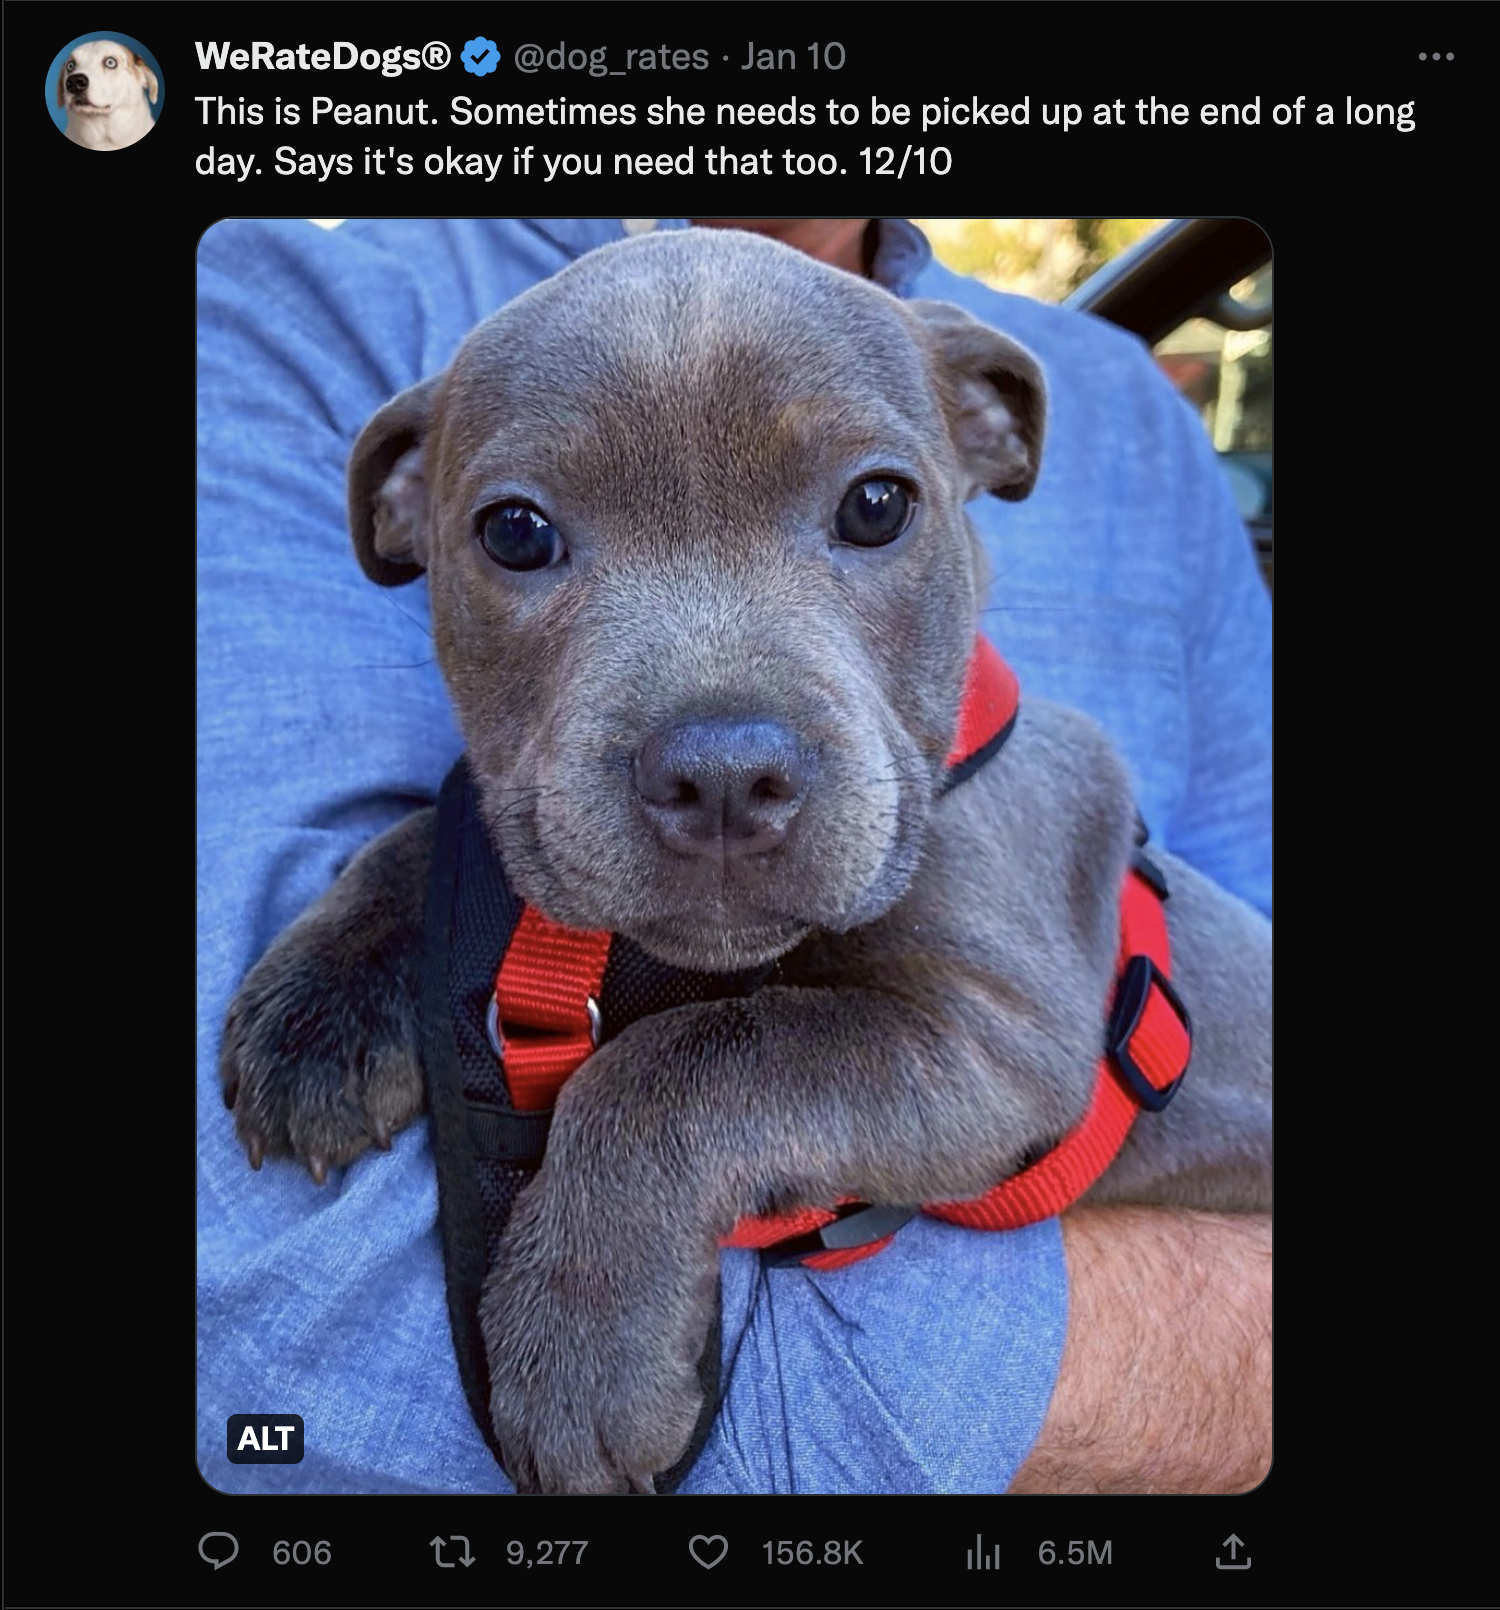 WeRateDogs® @dog_rates · Jan 10
This is Peanut. Sometimes she needs to be picked up at the end of a long
day. Says it's okay if you need that too. 12/10
ALT
606 9,277 156.8K 6.5M